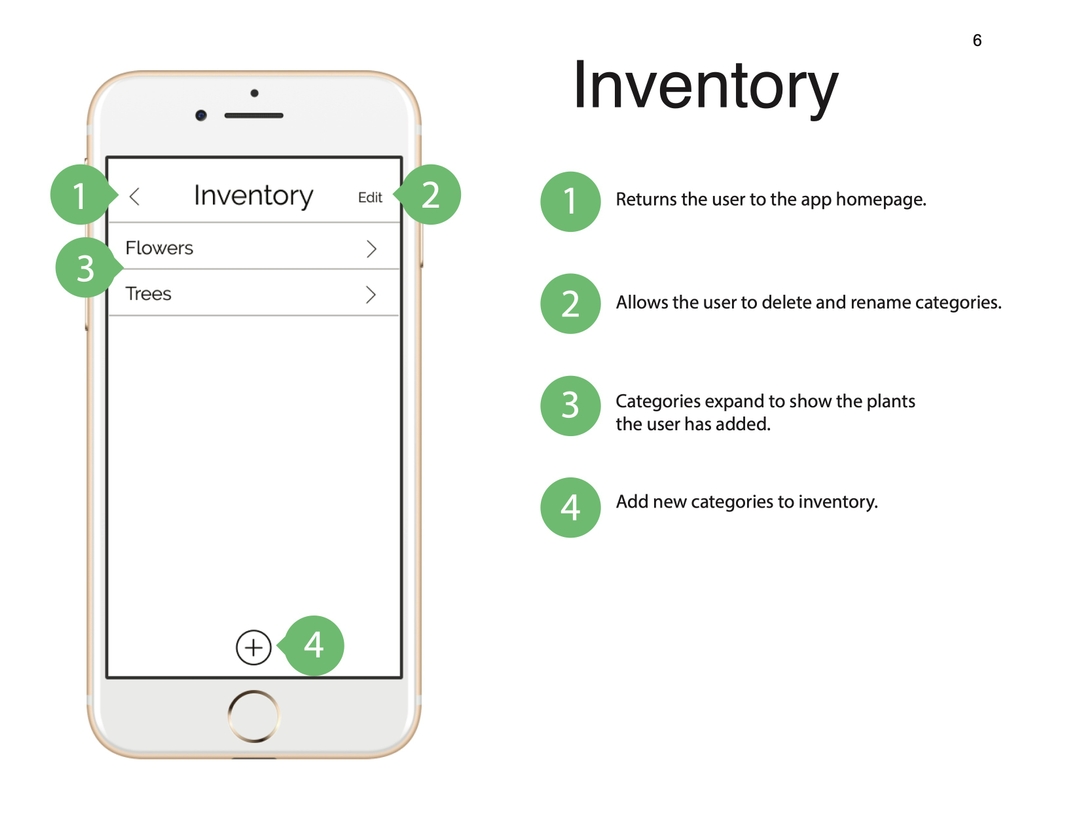 6
Inventory
1
Returns the user to the app homepage.
2
Allows the user to delete and rename categories.
3
Categories expand to show the plants
the user has added.
4
Add new categories to inventory.
1
Inventory
Edit
2
Flowers
3
Trees
4